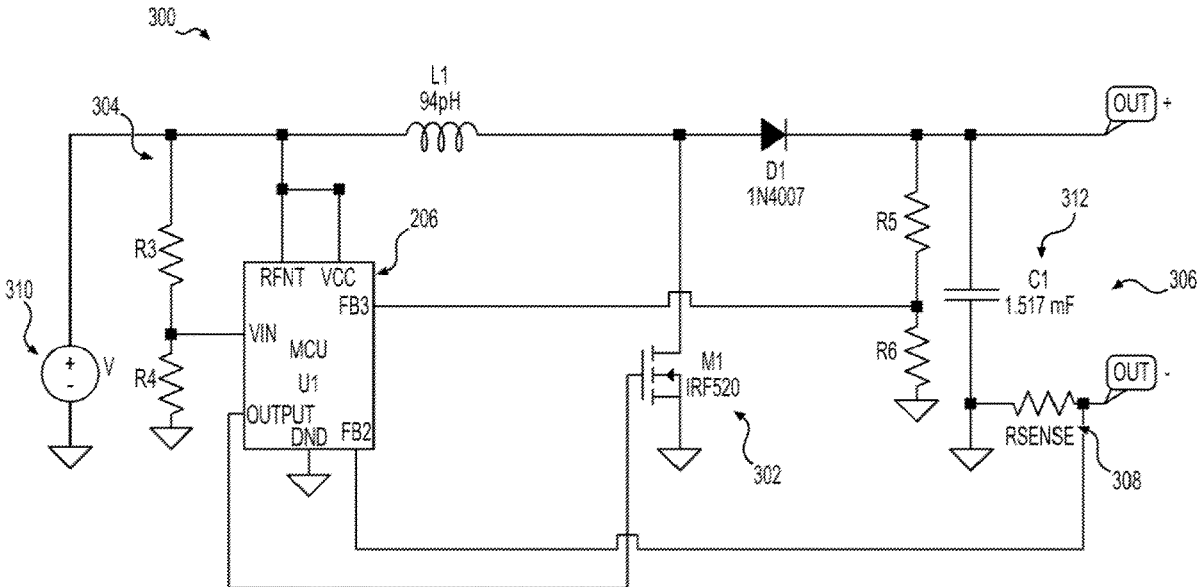 300
L1
94pH
OUT +
304
D1
1N4007
312
R3
206
R5
RFNT VCC
C1
1.517 mF
306
310
FB3
V
VIN
MCU
U1
R4
R6
M1
IRF520
OUT -
+
-
OUTPUT
DND
FB2
RSENSE
302
308